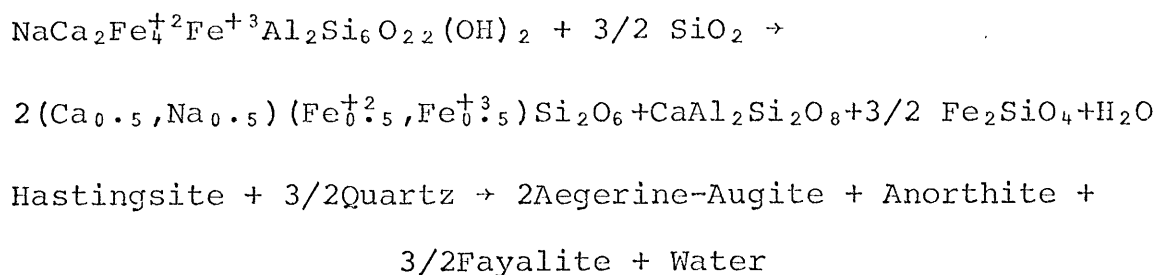 NaCa₂Fe₄⁺²Fe⁺³Al₂Si₆O₂₂(OH)₂ + 3/2 SiO₂ →
2(Ca₀.₅,Na₀.₅)(Fe₀.₅⁺²,Fe₀.₅⁺³)Si₂O₆+CaAl₂Si₂O₈+3/2 Fe₂SiO₄+H₂O
Hastingsite + 3/2Quartz → 2Aegerine-Augite + Anorthite +
3/2Fayalite + Water